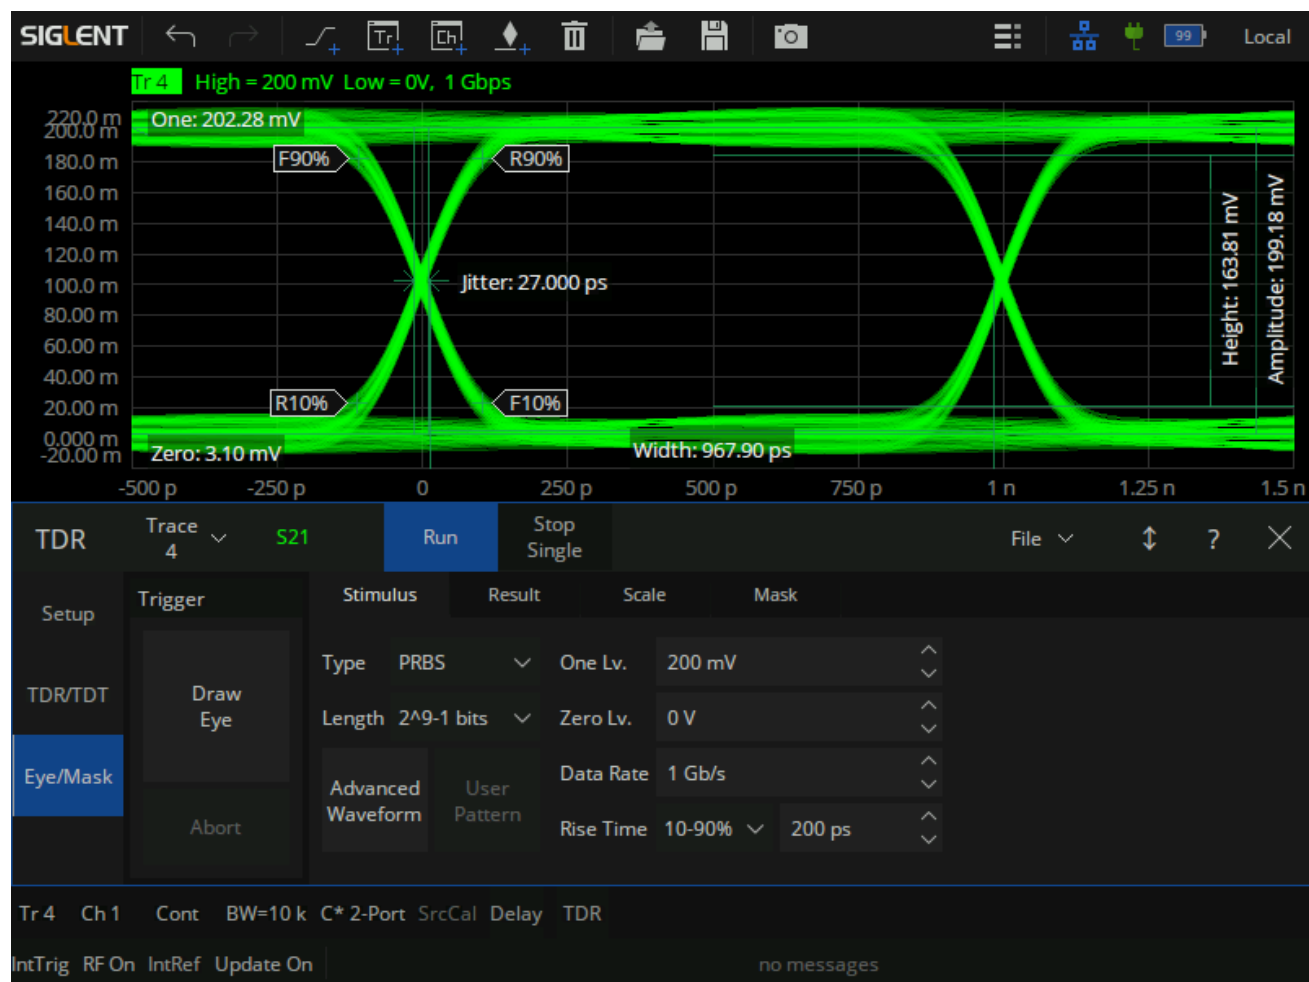 SIGLENT
Tr
Ch
99
Local
Tr 4 High = 200 mV Low = 0V, 1 Gbps
220.0 m
200.0 m
180.0 m
160.0 m
140.0 m
120.0 m
100.0 m
80.00 m
60.00 m
40.00 m
20.00 m
0.000 m
-20.00 m
One: 202.28 mV
F90%
R90%
Jitter: 27.000 ps
R10%
F10%
Zero: 3.10 mV
Width: 967.90 ps
Height: 163.81 mV
Amplitude: 199.18 mV
-500 p -250 p 0 250 p 500 p 750 p 1 n 1.25 n 1.5 n
TDR
Trace
4
S21
Run
Stop
Single
File
?
Setup
TDR/TDT
Eye/Mask
Trigger
Draw
Eye
Abort
Stimulus Result Scale Mask
Type PRBS One Lv. 200 mV
Length 2^9-1 bits Zero Lv. 0 V
Advanced
Waveform
User
Pattern
Data Rate 1 Gb/s
Rise Time 10-90% 200 ps
Tr 4 Ch 1 Cont BW=10 k C* 2-Port SrcCal Delay TDR
IntTrig RF On IntRef Update On no messages